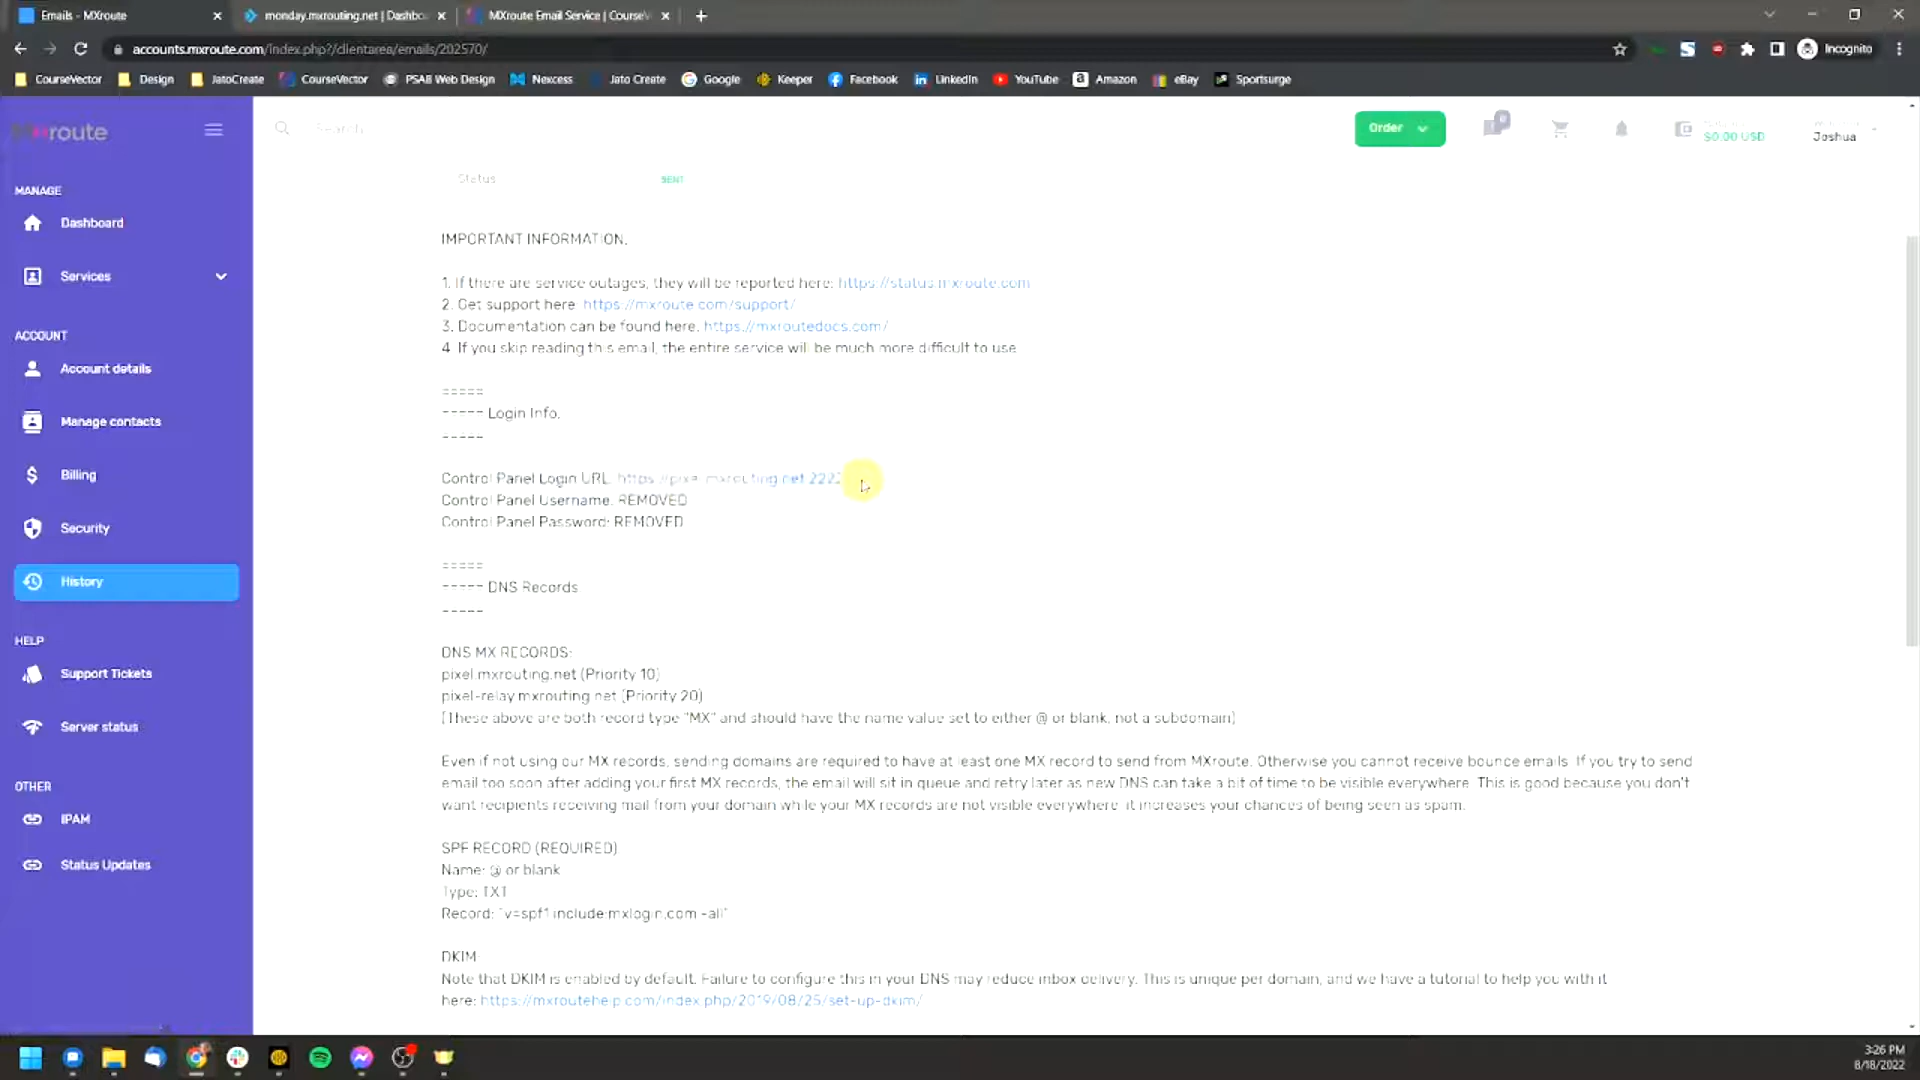 Emails - MXroute
monday.mxrouting.net | Dashbo
MXroute Email Service | CourseV
accounts.mxroute.com/index.php?/clientarea/emails/202570/
Incognito
CourseVector
Design
JatoCreate
CourseVector
PSAB Web Design
Nexcess
Jato Create
Google
Keeper
Facebook
LinkedIn
YouTube
Amazon
eBay
Sportsurge
MXroute
Search
Order
0
$0.00 USD
Joshua
MANAGE
Dashboard
Services
ACCOUNT
Account details
Manage contacts
Billing
Security
History
HELP
Support Tickets
Server status
OTHER
IPAM
Status Updates
Status
SENT
IMPORTANT INFORMATION.
1. If there are service outages, they will be reported here: https://status.mxroute.com
2. Get support here: https://mxroute.com/support/
3. Documentation can be found here: https://mxroutedocs.com/
4. If you skip reading this email, the entire service will be much more difficult to use.
=====
----- Login Info.
-----
Control Panel Login URL: https://pixel.mxrouting.net:2222
Control Panel Username: REMOVED
Control Panel Password: REMOVED
=====
----- DNS Records
-----
DNS MX RECORDS:
pixel.mxrouting.net (Priority 10)
pixel-relay.mxrouting.net (Priority 20)
(These above are both record type "MX" and should have the name value set to either @ or blank, not a subdomain)
Even if not using our MX records, sending domains are required to have at least one MX record to send from MXroute. Otherwise you cannot receive bounce emails. If you try to send
email too soon after adding your first MX records, the email will sit in queue and retry later as new DNS can take a bit of time to be visible everywhere. This is good because you don't
want recipients receiving mail from your domain while your MX records are not visible everywhere, it increases your chances of being seen as spam.
SPF RECORD (REQUIRED)
Name: @ or blank
Type: TXT
Record: "v=spf1 include:mxlogin.com -all"
DKIM
Note that DKIM is enabled by default. Failure to configure this in your DNS may reduce inbox delivery. This is unique per domain, and we have a tutorial to help you with it
here: https://mxroutehelp.com/index.php/2019/08/25/set-up-dkim/
3:26 PM
8/18/2022